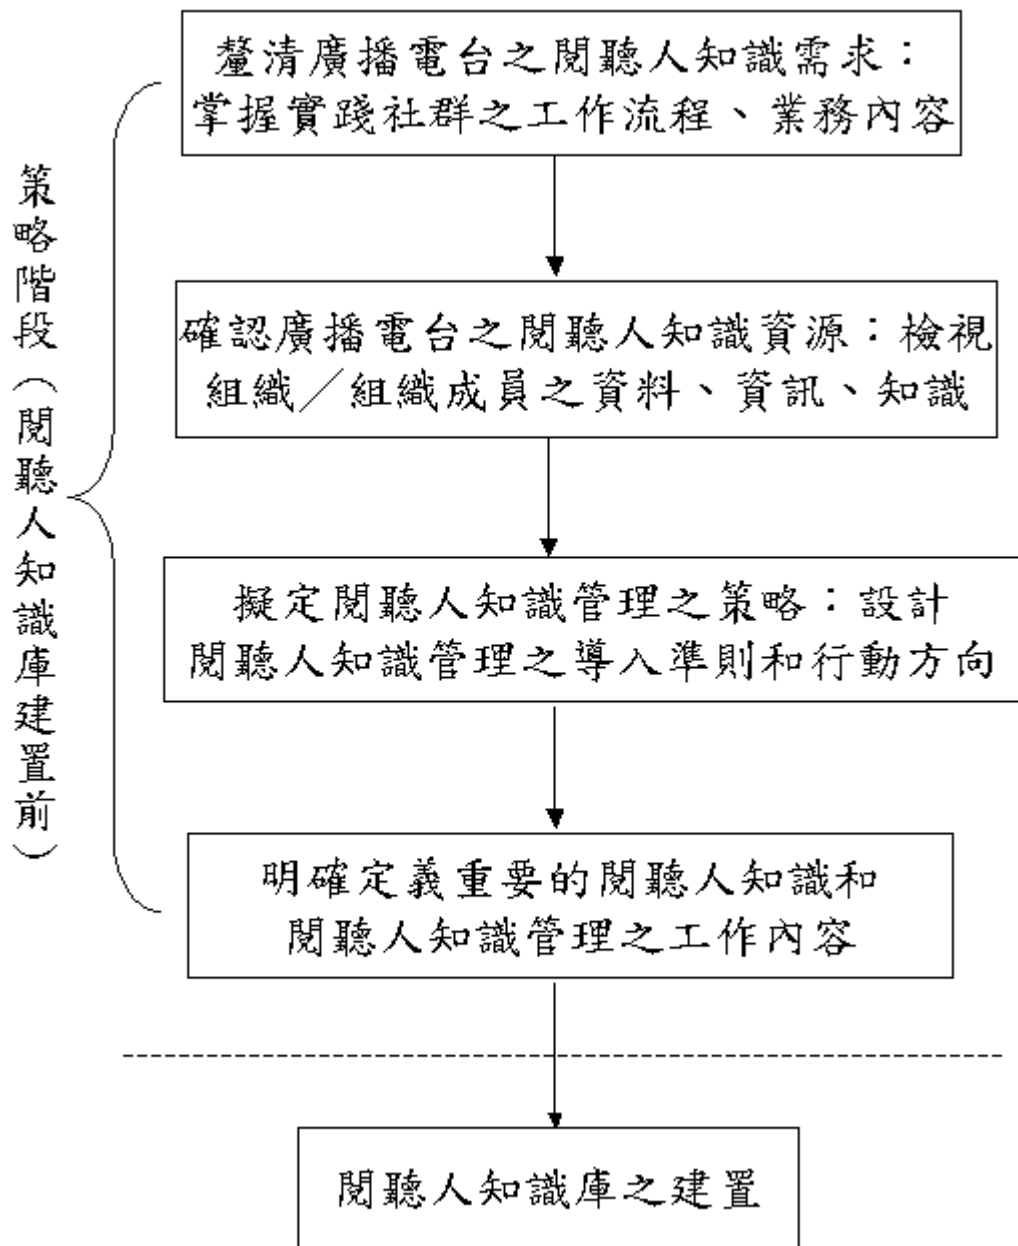 釐清廣播電台之閱聽人知識需求：
掌握實踐社群之工作流程、業務內容
策略階段（閱聽人知識庫建置前）
確認廣播電台之閱聽人知識資源：檢視
組織／組織成員之資料、資訊、知識
擬定閱聽人知識管理之策略：設計
閱聽人知識管理之導入準則和行動方向
明確定義重要的閱聽人知識和
閱聽人知識管理之工作內容
閱聽人知識庫之建置